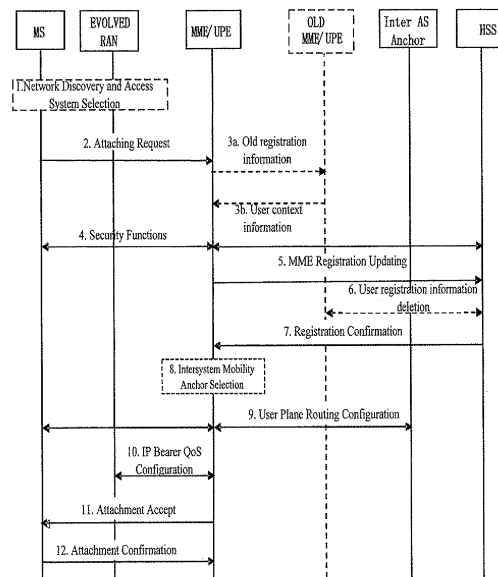 MS
EVOLVED
RAN
MME/UPE
OLD
MME/UPE
Inter AS
Anchor
HSS
1.Network Discovery and Access
System Selection
2. Attaching Request
3a. Old registration
information
3b. User context
information
4. Security Functions
5. MME Registration Updating
6. User registration information
deletion
7. Registration Confirmation
8. Intersystem Mobility
Anchor Selection
9. User Plane Routing Configuration
10. IP Bearer QoS
Configuration
11. Attachment Accept
12. Attachment Confirmation